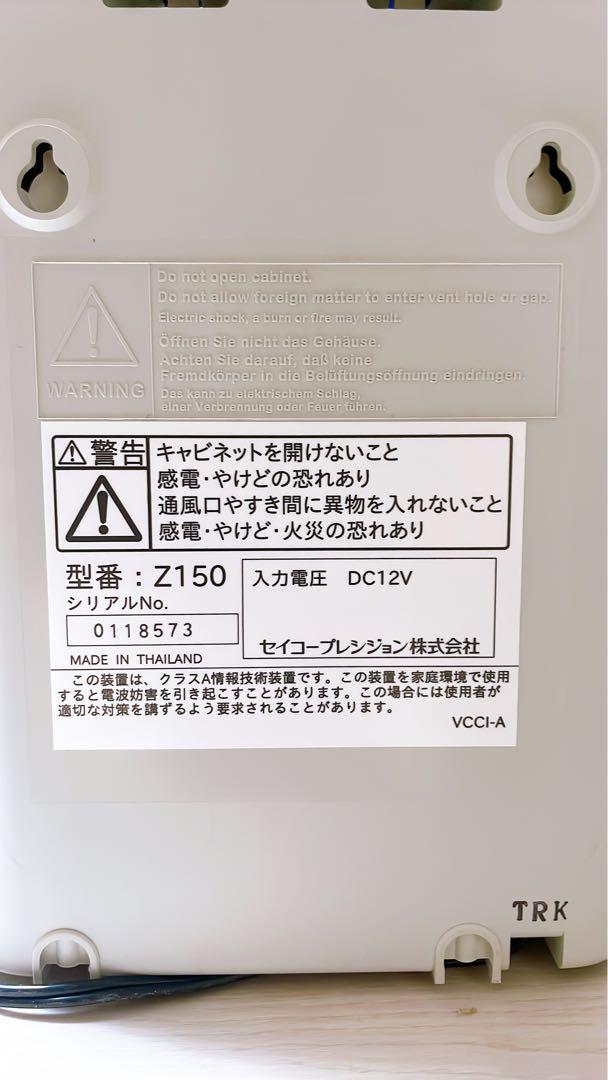 Do not open cabinet.
Do not allow foreign matter to enter vent hole or gap.
Electric shock, a burn or fire may result.
Öffnen Sie nicht das Gehäuse.
Achten Sie darauf, daß keine
Fremdkörper in die Belüftungsöffnung eindringen.
Das kann zu elektrischem Schlag,
einer Verbrennung oder Feuer führen.
WARNING
警告
キャビネットを開けないこと
感電・やけどの恐れあり
通風口やすき間に異物を入れないこと
感電・やけど・火災の恐れあり
型番：Z150
シリアルNo.
0118573
MADE IN THAILAND
入力電圧 DC12V
セイコープレシジョン株式会社
この装置は、クラスA情報技術装置です。この装置を家庭環境で使用
すると電波妨害を引き起こすことがあります。この場合には使用者が
適切な対策を講ずるよう要求されることがあります。
VCCI-A
TRK